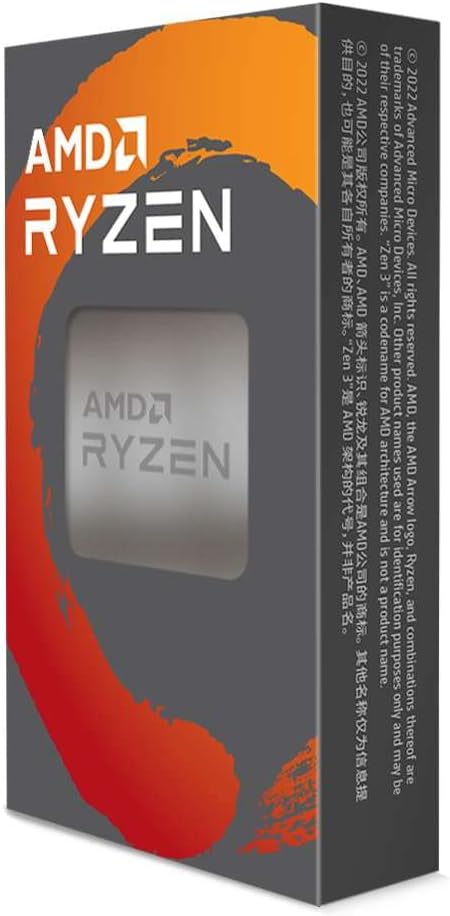 AMD
RYZEN
AMD
RYZEN
© 2022 Advanced Micro Devices. All rights reserved. AMD, the AMD Arrow logo, Ryzen, and combinations thereof are
trademarks of Advanced Micro Devices, Inc. Other product names used are for identification purposes only and may be
of their respective companies. "Zen 3" is a codename for AMD architecture and is not a product name.
© 2022 AMD公司版权所有。AMD、AMD 箭头标识、锐龙及其组合是AMD公司的商标。其他名称仅为信息提
供目的，也可能是其各自所有者的商标。"Zen 3"是 AMD 架构的代号，并非产品名。